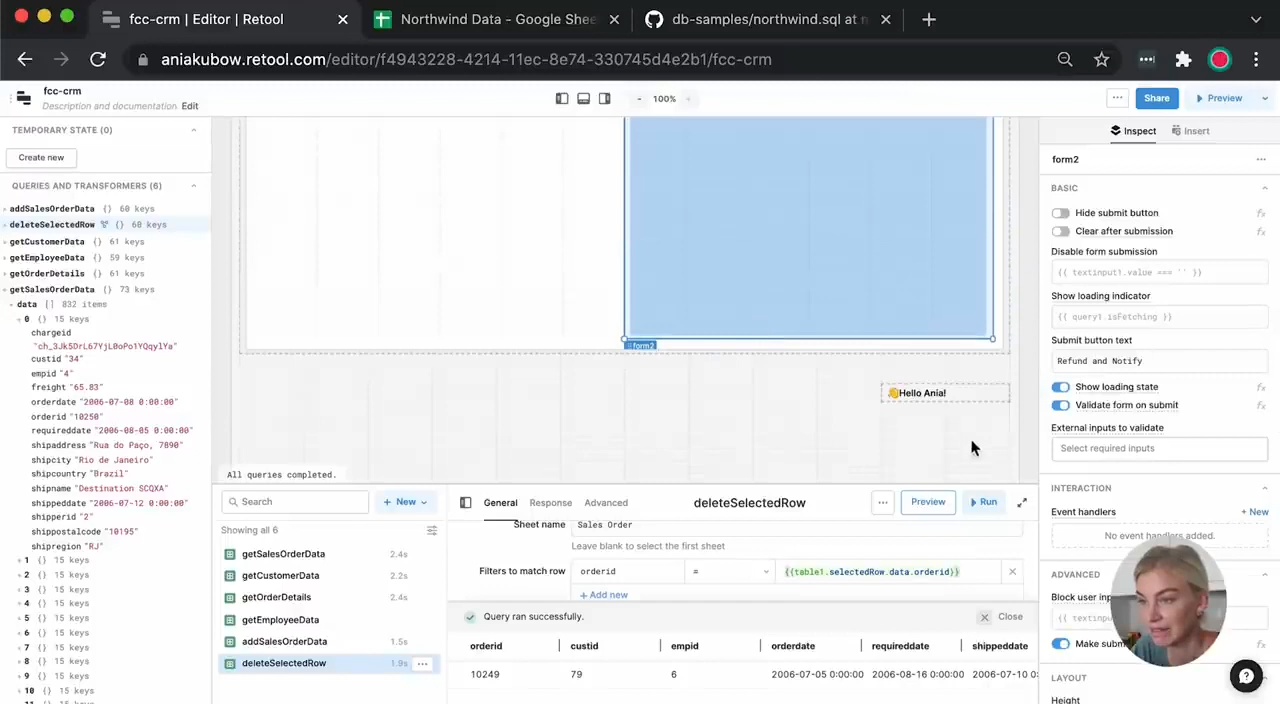 fcc-crm | Editor | Retool
Northwind Data - Google Shee
db-samples/northwind.sql at n
aniakubow.retool.com/editor/f4943228-4214-11ec-8e74-330745d4e2b1/fcc-crm
fcc-crm
Description and documentation Edit
- 100% +
Share
Preview
TEMPORARY STATE (0)
Create new
QUERIES AND TRANSFORMERS (6)
addSalesOrderData {} 60 keys
deleteSelectedRow {} 60 keys
getCustomerData {} 61 keys
getEmployeeData {} 59 keys
getOrderDetails {} 61 keys
getSalesOrderData {} 73 keys
data [] 832 items
0 {} 15 keys
chargeid
"ch_3Jk5DrL67YjL0oPo1YQqylYa"
custid "34"
empid "4"
freight "65.83"
orderdate "2006-07-08 0:00:00"
orderid "10250"
requireddate "2006-08-05 0:00:00"
shipaddress "Rua do Paço, 7890"
shipcity "Rio de Janeiro"
shipcountry "Brazil"
shipname "Destination SCQXA"
shippeddate "2006-07-12 0:00:00"
shipperid "2"
shippostalcode "10195"
shipregion "RJ"
1 {} 15 keys
2 {} 15 keys
3 {} 15 keys
4 {} 15 keys
5 {} 15 keys
6 {} 15 keys
7 {} 15 keys
8 {} 15 keys
9 {} 15 keys
10 {} 15 keys
form2
👋Hello Ania!
All queries completed.
Search
+ New
Showing all 6
getSalesOrderData 2.4s
getCustomerData 2.2s
getOrderDetails 2.4s
getEmployeeData
addSalesOrderData 1.5s
deleteSelectedRow 1.9s
General Response Advanced
deleteSelectedRow
Preview
Run
Sheet name
Sales Order
Leave blank to select the first sheet
Filters to match row
orderid
=
{{table1.selectedRow.data.orderid}}
+ Add new
Query ran successfully.
Close
orderid custid empid orderdate requireddate shippeddate
10249 79 6 2006-07-05 0:00:00 2006-08-16 0:00:00 2006-07-10 0:
Inspect Insert
form2
BASIC
Hide submit button
Clear after submission
Disable form submission
{{ textinput1.value === '' }}
Show loading indicator
{{ query1.isFetching }}
Submit button text
Refund and Notify
Show loading state
Validate form on submit
External inputs to validate
Select required inputs
INTERACTION
Event handlers
+ New
No event handlers added.
ADVANCED
Block user inp
{{ textinpu
Make subm
LAYOUT
Height